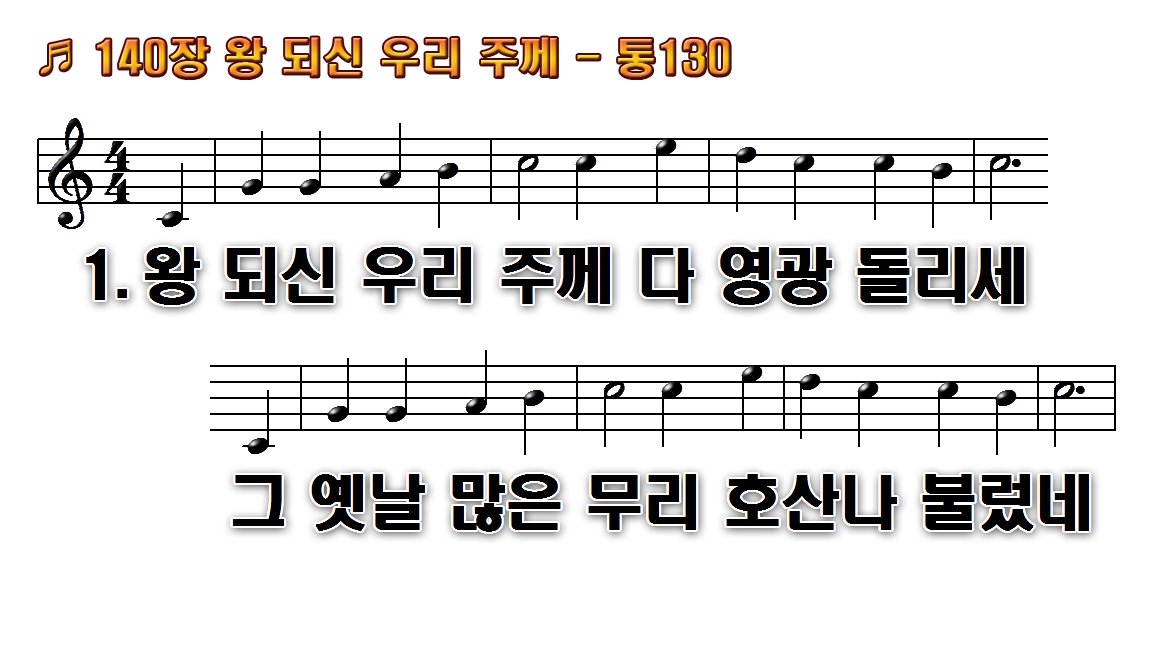 ♬ 140장 왕 되신 우리 주께 - 통130
4
4
1. 왕 되신 우리 주께 다 영광 돌리세
그 옛날 많은 무리 호산나 불렀네